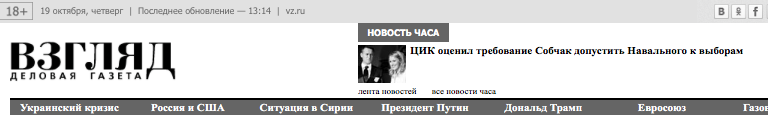 18+ 19 октября, четверг | Последнее обновление — 13:14 | vz.ru
НОВОСТЬ ЧАСА
ВЗГЛЯД
ДЕЛОВАЯ ГАЗЕТА
ЦИК оценил требование Собчак допустить Навального к выборам
лента новостей все новости часа
Украинский кризис Россия и США Ситуация в Сирии Президент Путин Дональд Трамп Евросоюз Газов